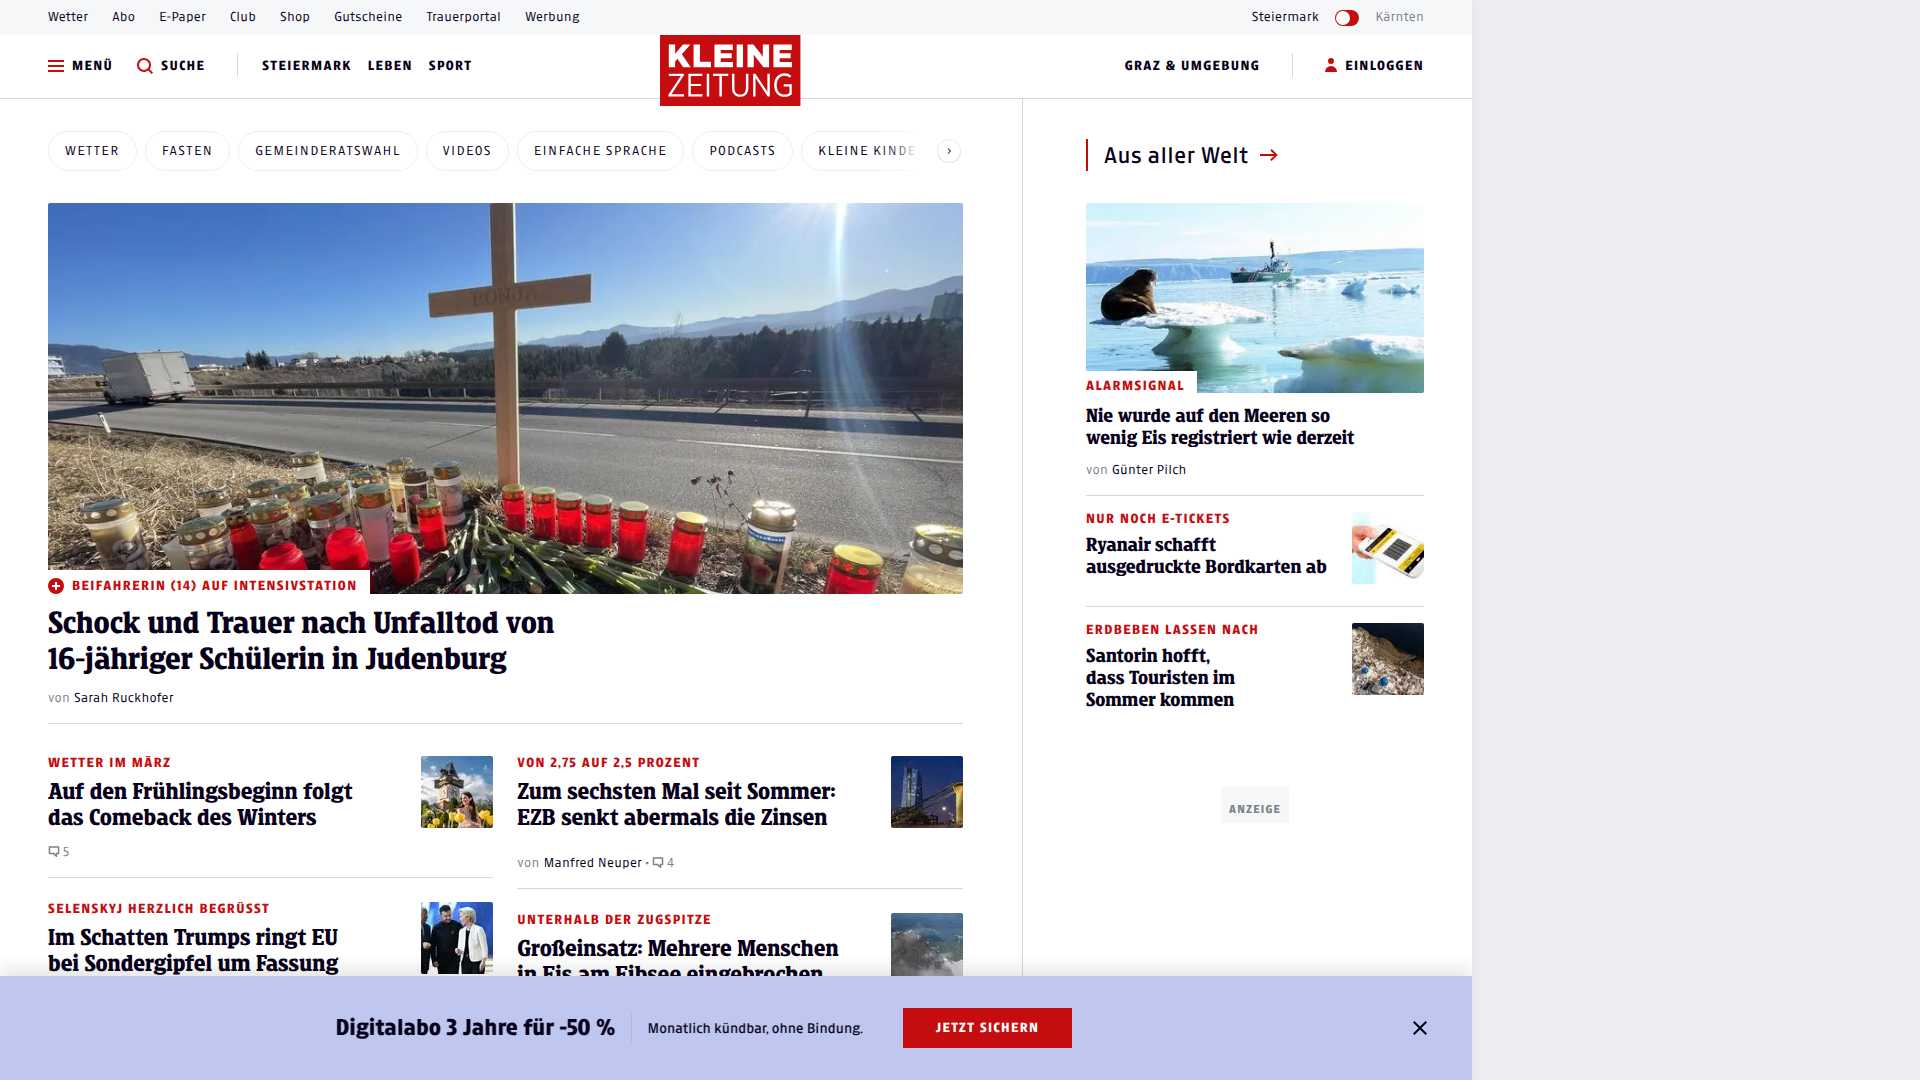 Wetter Abo E-Paper Club Shop Gutscheine Trauerportal Werbung Steiermark Kärnten
MENÜ SUCHE STEIERMARK LEBEN SPORT KLEINE ZEITUNG GRAZ & UMGEBUNG EINLOGGEN
WETTER FASTEN GEMEINDERATSWAHL VIDEOS EINFACHE SPRACHE PODCASTS KLEINE KINDE
BEIFAHRERIN (14) AUF INTENSIVSTATION
Schock und Trauer nach Unfalltod von
16-jähriger Schülerin in Judenburg
von Sarah Ruckhofer
WETTER IM MÄRZ
Auf den Frühlingsbeginn folgt
das Comeback des Winters
5
VON 2,75 AUF 2,5 PROZENT
Zum sechsten Mal seit Sommer:
EZB senkt abermals die Zinsen
von Manfred Neuper • 4
SELENSKYJ HERZLICH BEGRÜSST
Im Schatten Trumps ringt EU
bei Sondergipfel um Fassung
UNTERHALB DER ZUGSPITZE
Großeinsatz: Mehrere Menschen
in Eis am Eibsee eingebrochen
Aus aller Welt
ALARMSIGNAL
Nie wurde auf den Meeren so
wenig Eis registriert wie derzeit
von Günter Pilch
NUR NOCH E-TICKETS
Ryanair schafft
ausgedruckte Bordkarten ab
ERDBEBEN LASSEN NACH
Santorin hofft,
dass Touristen im
Sommer kommen
ANZEIGE
Digitalabo 3 Jahre für -50 % Monatlich kündbar, ohne Bindung. JETZT SICHERN